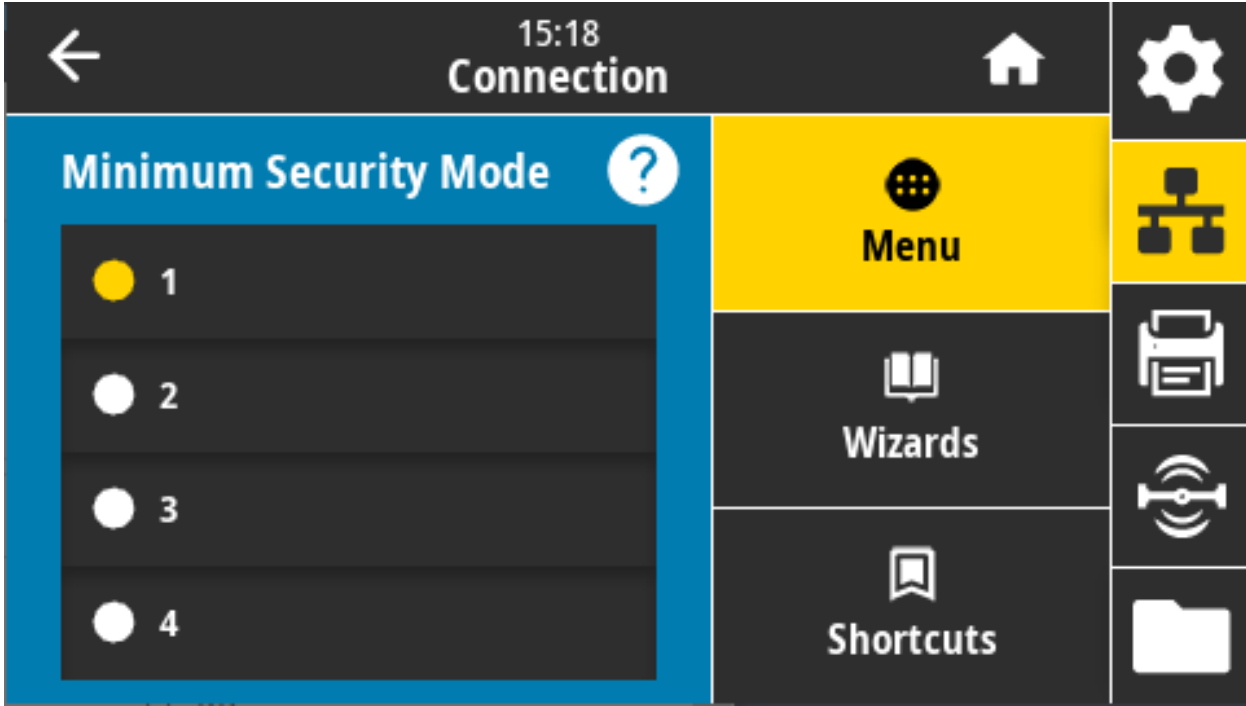 15:18
Connection
Minimum Security Mode
?
1
2
3
4
Menu
Wizards
Shortcuts